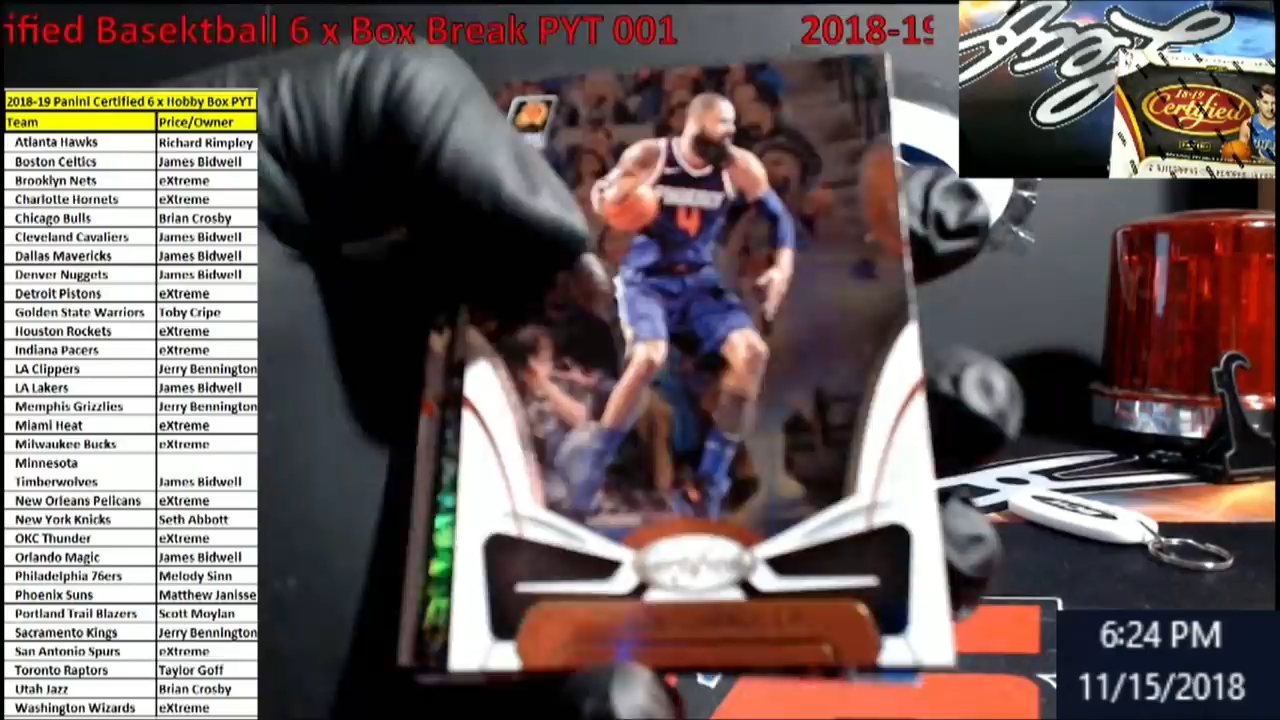 ified Basektball 6 x Box Break PYT 001 2018-19
2018-19 Panini Certified 6 x Hobby Box PYT
Team Price/Owner
Atlanta Hawks Richard Rimpley
Boston Celtics James Bidwell
Brooklyn Nets eXtreme
Charlotte Hornets eXtreme
Chicago Bulls Brian Crosby
Cleveland Cavaliers James Bidwell
Dallas Mavericks James Bidwell
Denver Nuggets James Bidwell
Detroit Pistons eXtreme
Golden State Warriors Toby Cripe
Houston Rockets eXtreme
Indiana Pacers eXtreme
LA Clippers Jerry Bennington
LA Lakers James Bidwell
Memphis Grizzlies Jerry Bennington
Miami Heat eXtreme
Milwaukee Bucks eXtreme
Minnesota
Timberwolves James Bidwell
New Orleans Pelicans eXtreme
New York Knicks Seth Abbott
OKC Thunder eXtreme
Orlando Magic James Bidwell
Philadelphia 76ers Melody Sinn
Phoenix Suns Matthew Janisse
Portland Trail Blazers Scott Moylan
Sacramento Kings Jerry Bennington
San Antonio Spurs eXtreme
Toronto Raptors Taylor Goff
Utah Jazz Brian Crosby
Washington Wizards eXtreme
18-19
Certified
PHOENIX
4
6:24 PM
11/15/2018